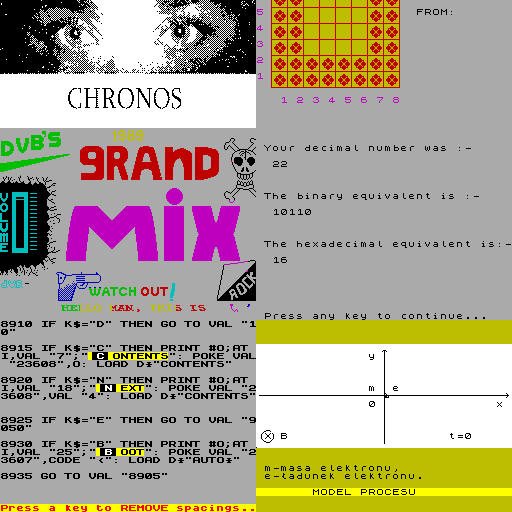 CHRONOS
5
4
3
2
1
1 2 3 4 5 6 7 8
FROM:
DVB'S
1989
GRAND
MIX
VOLUME
WATCH OUT!
ROCK
Your decimal number was :-
22
The binary equivalent is :-
10110
The hexadecimal equivalent is:-
16
Press any key to continue...
8910 IF K$="D" THEN GO TO VAL "1
0"
8915 IF K$="C" THEN PRINT #0;AT
I,VAL "7";" C ONTENTS": POKE VAL
"23608",0: LOAD D*"CONTENTS"
8920 IF K$="N" THEN PRINT #0;AT
I,VAL "18";" N EXT": POKE VAL "2
3608",VAL "4": LOAD D*"CONTENTS"
8925 IF K$="E" THEN GO TO VAL "9
050"
8930 IF K$="B" THEN PRINT #0;AT
I,VAL "25";" B OOT": POKE VAL "2
3607",CODE "{": LOAD D*"AUTO*"
8935 GO TO VAL "8905"
Press a key to REMOVE spacings..
y
m e
0 x
B t=0
m-masa elektronu,
e-ładunek elektronu.
MODEL PROCESU